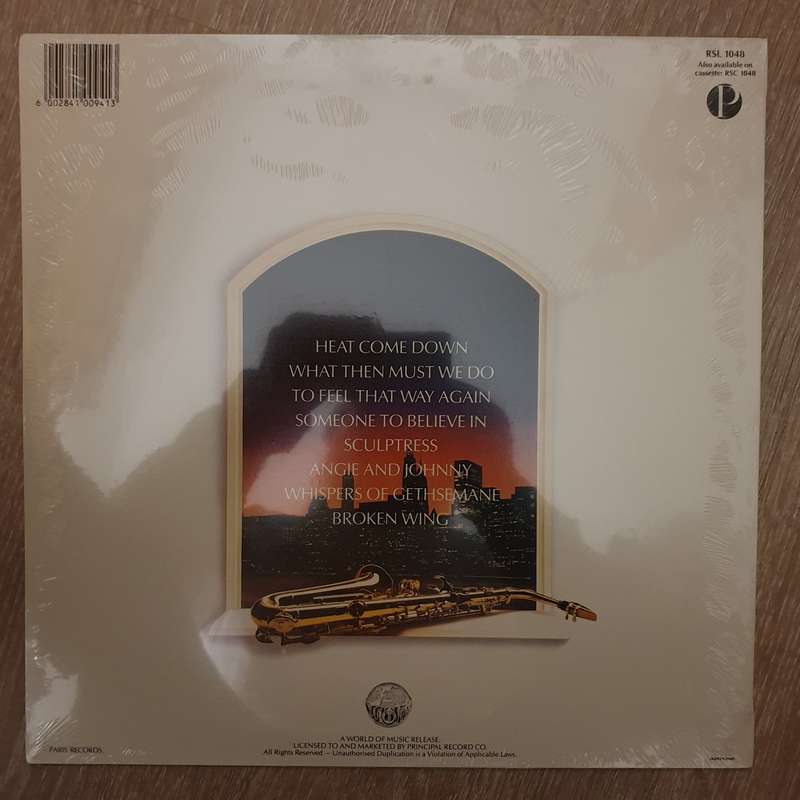 6 002841 009413
RSL 1048
Also available on
cassette: RSC 1048
P
HEAT COME DOWN
WHAT THEN MUST WE DO
TO FEEL THAT WAY AGAIN
SOMEONE TO BELIEVE IN
SCULPTRESS
ANGIE AND JOHNNY
WHISPERS OF GETHSEMANE
BROKEN WING
A WORLD OF MUSIC RELEASE.
LICENSED TO AND MARKETED BY PRINCIPAL RECORD CO.
All Rights Reserved. — Unauthorised Duplication is a Violation of Applicable Laws.
PARIS RECORDS